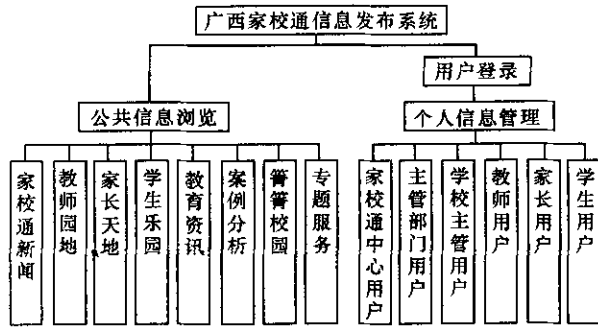 广西家校通信息发布系统
用户登录
公共信息浏览
个人信息管理
家校通新闻
教师园地
家长天地
学生乐园
教育资讯
案例分析
箐箐校园
专题服务
家校通中心用户
主管部门用户
学校主管用户
教师用户
家长用户
学生用户